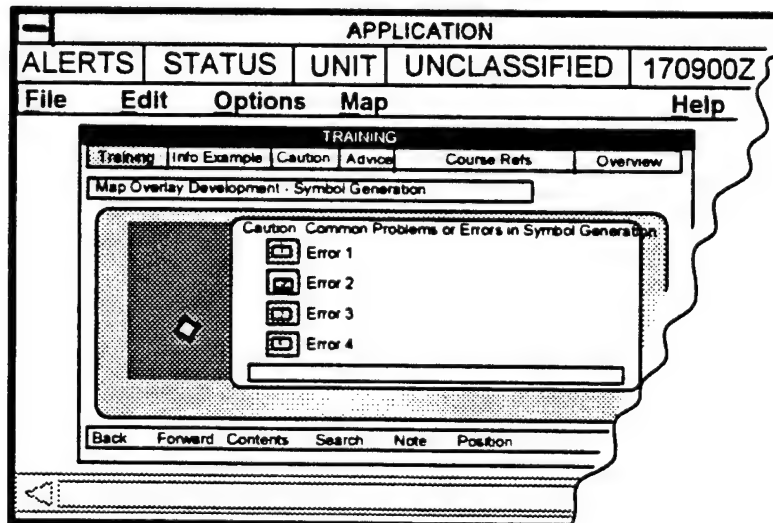 APPLICATION
ALERTS STATUS UNIT UNCLASSIFIED 170900Z
File Edit Options Map Help
TRAINING
Training Info Example Caution Advice Course Refs Overview
Map Overlay Development - Symbol Generation
Caution Common Problems or Errors in Symbol Generation
Error 1
Error 2
Error 3
Error 4
Back Forward Contents Search Note Position